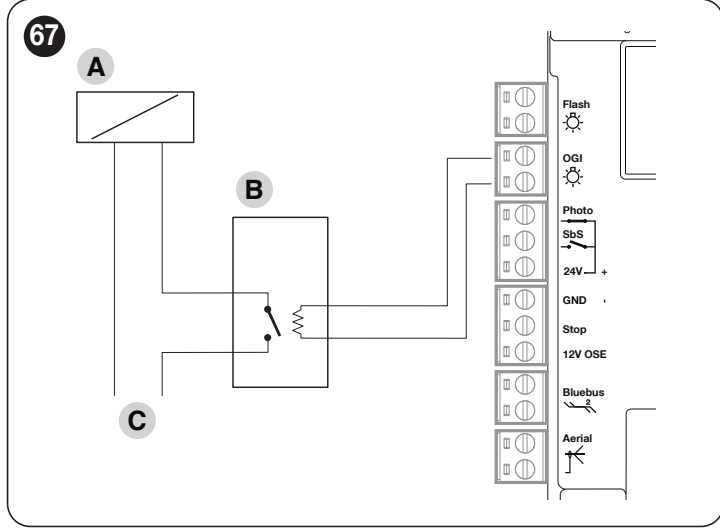 67
A
B
C
Flash
OGI
Photo
SbS
24V +
GND -
Stop
12V OSE
Bluebus
2
Aerial